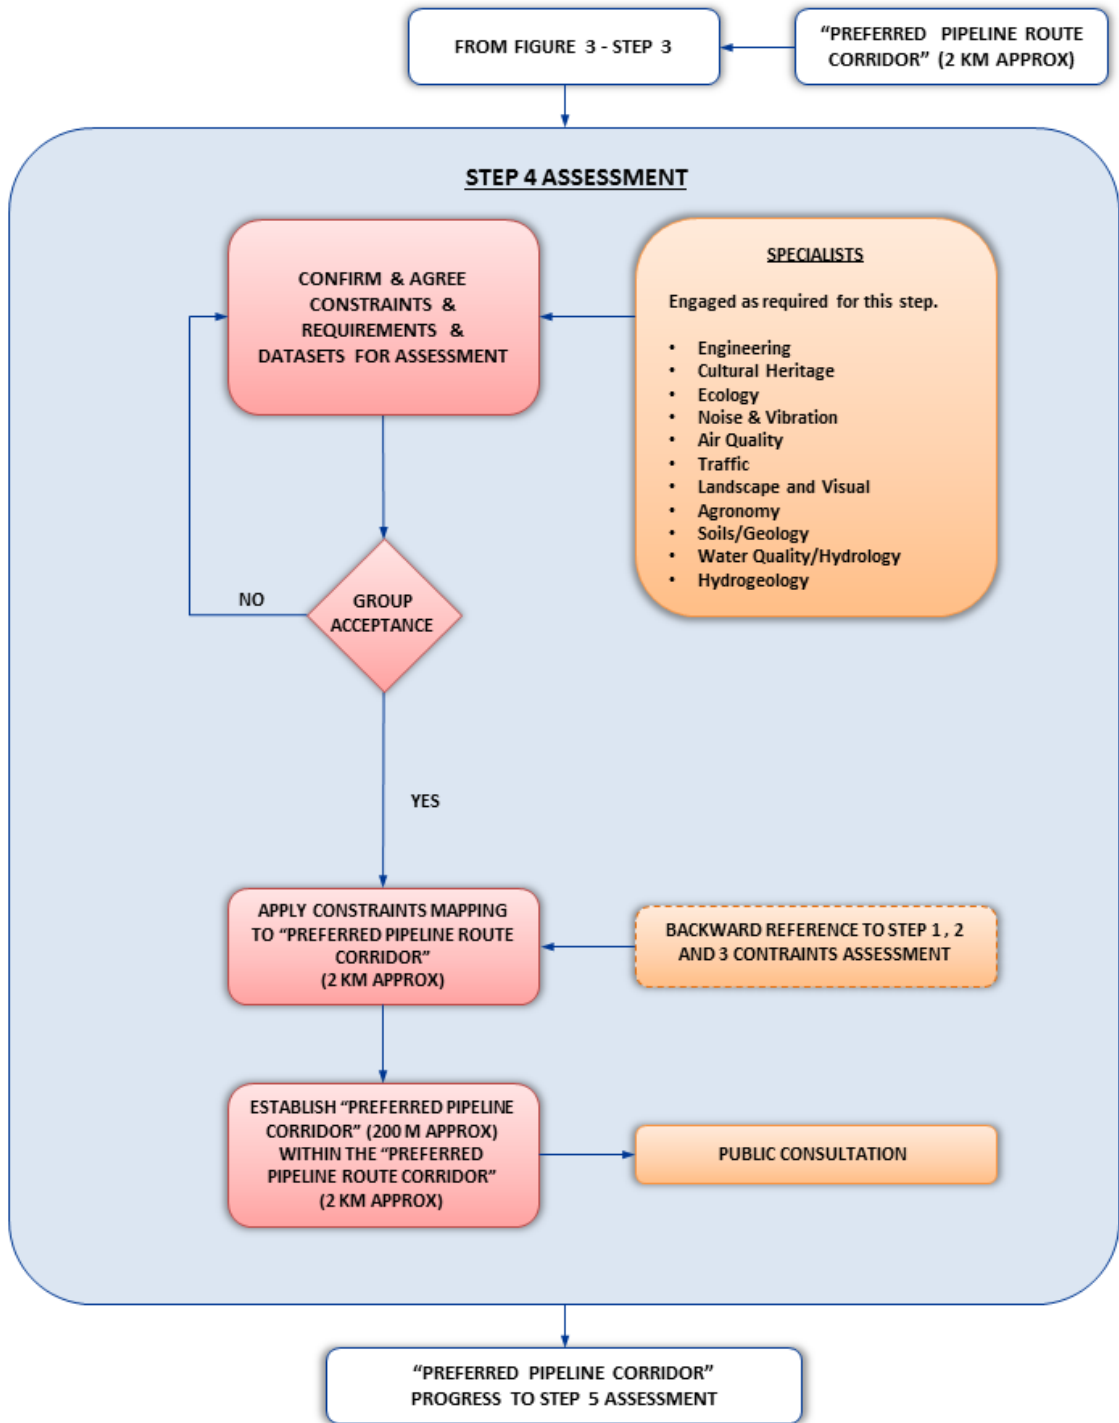 FROM FIGURE 3 - STEP 3
“PREFERRED PIPELINE ROUTE
CORRIDOR” (2 KM APPROX)
STEP 4 ASSESSMENT
CONFIRM & AGREE
CONSTRAINTS &
REQUIREMENTS &
DATASETS FOR ASSESSMENT
SPECIALISTS
Engaged as required for this step.
• Engineering
• Cultural Heritage
• Ecology
• Noise & Vibration
• Air Quality
• Traffic
• Landscape and Visual
• Agronomy
• Soils/Geology
• Water Quality/Hydrology
• Hydrogeology
NO
GROUP
ACCEPTANCE
YES
APPLY CONSTRAINTS MAPPING
TO “PREFERRED PIPELINE ROUTE
CORRIDOR”
(2 KM APPROX)
BACKWARD REFERENCE TO STEP 1 , 2
AND 3 CONTRAINTS ASSESSMENT
ESTABLISH “PREFERRED PIPELINE
CORRIDOR” (200 M APPROX)
WITHIN THE “PREFERRED
PIPELINE ROUTE CORRIDOR”
(2 KM APPROX)
PUBLIC CONSULTATION
“PREFERRED PIPELINE CORRIDOR”
PROGRESS TO STEP 5 ASSESSMENT